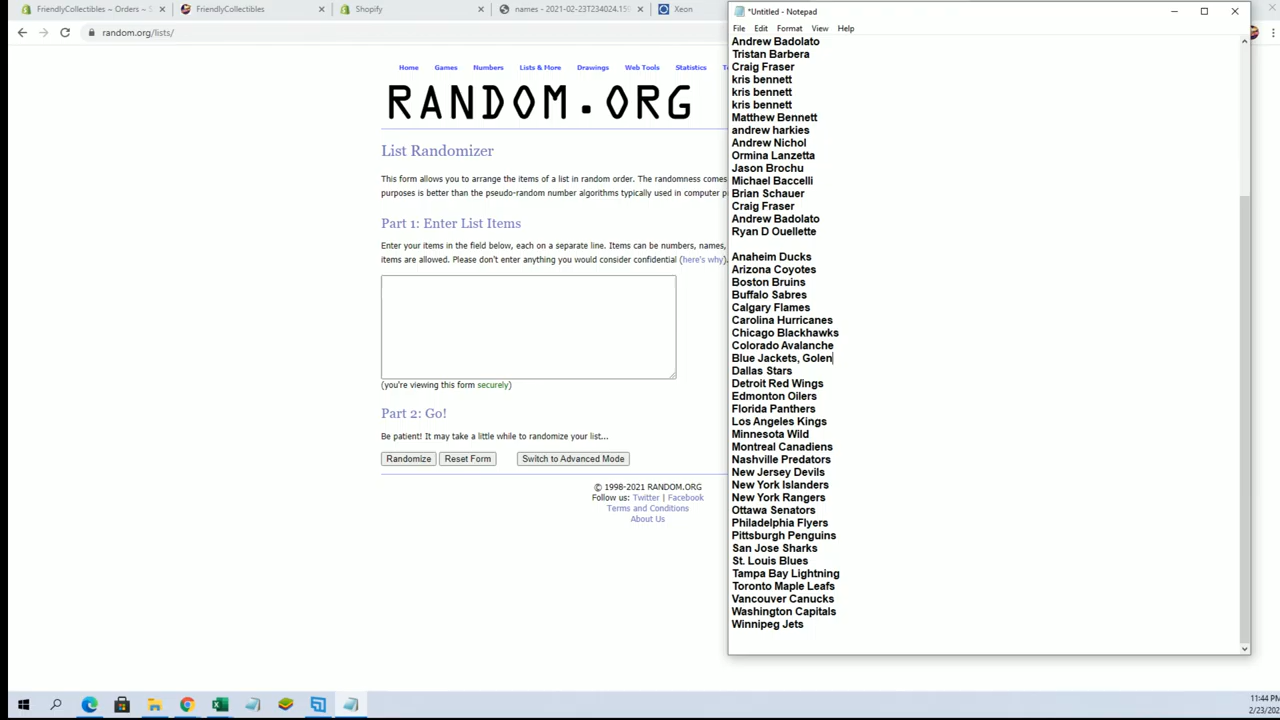 FriendlyCollectibles ~ Orders ~ S
FriendlyCollectibles
Shopify
names - 2021-02-23T234024.15
Xeon
random.org/lists/
Home Games Numbers Lists & More Drawings Web Tools Statistics
RANDOM.ORG
List Randomizer
This form allows you to arrange the items of a list in random order. The randomness comes
purposes is better than the pseudo-random number algorithms typically used in computer p
Part 1: Enter List Items
Enter your items in the field below, each on a separate line. Items can be numbers, names,
items are allowed. Please don't enter anything you would consider confidential (here's why).
(you're viewing this form securely)
Part 2: Go!
Be patient! It may take a little while to randomize your list...
Randomize Reset Form Switch to Advanced Mode
© 1998-2021 RANDOM.ORG
Follow us: Twitter | Facebook
Terms and Conditions
About Us
*Untitled - Notepad
File Edit Format View Help
Andrew Badolato
Tristan Barbera
Craig Fraser
kris bennett
kris bennett
kris bennett
Matthew Bennett
andrew harkies
Andrew Nichol
Ormina Lanzetta
Jason Brochu
Michael Baccelli
Brian Schauer
Craig Fraser
Andrew Badolato
Ryan D Ouellette
Anaheim Ducks
Arizona Coyotes
Boston Bruins
Buffalo Sabres
Calgary Flames
Carolina Hurricanes
Chicago Blackhawks
Colorado Avalanche
Blue Jackets, Golen
Dallas Stars
Detroit Red Wings
Edmonton Oilers
Florida Panthers
Los Angeles Kings
Minnesota Wild
Montreal Canadiens
Nashville Predators
New Jersey Devils
New York Islanders
New York Rangers
Ottawa Senators
Philadelphia Flyers
Pittsburgh Penguins
San Jose Sharks
St. Louis Blues
Tampa Bay Lightning
Toronto Maple Leafs
Vancouver Canucks
Washington Capitals
Winnipeg Jets
11:44 PM
2/23/202